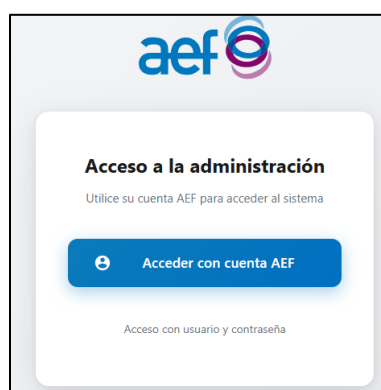 aef
Acceso a la administración
Utilice su cuenta AEF para acceder al sistema
Acceder con cuenta AEF
Acceso con usuario y contraseña